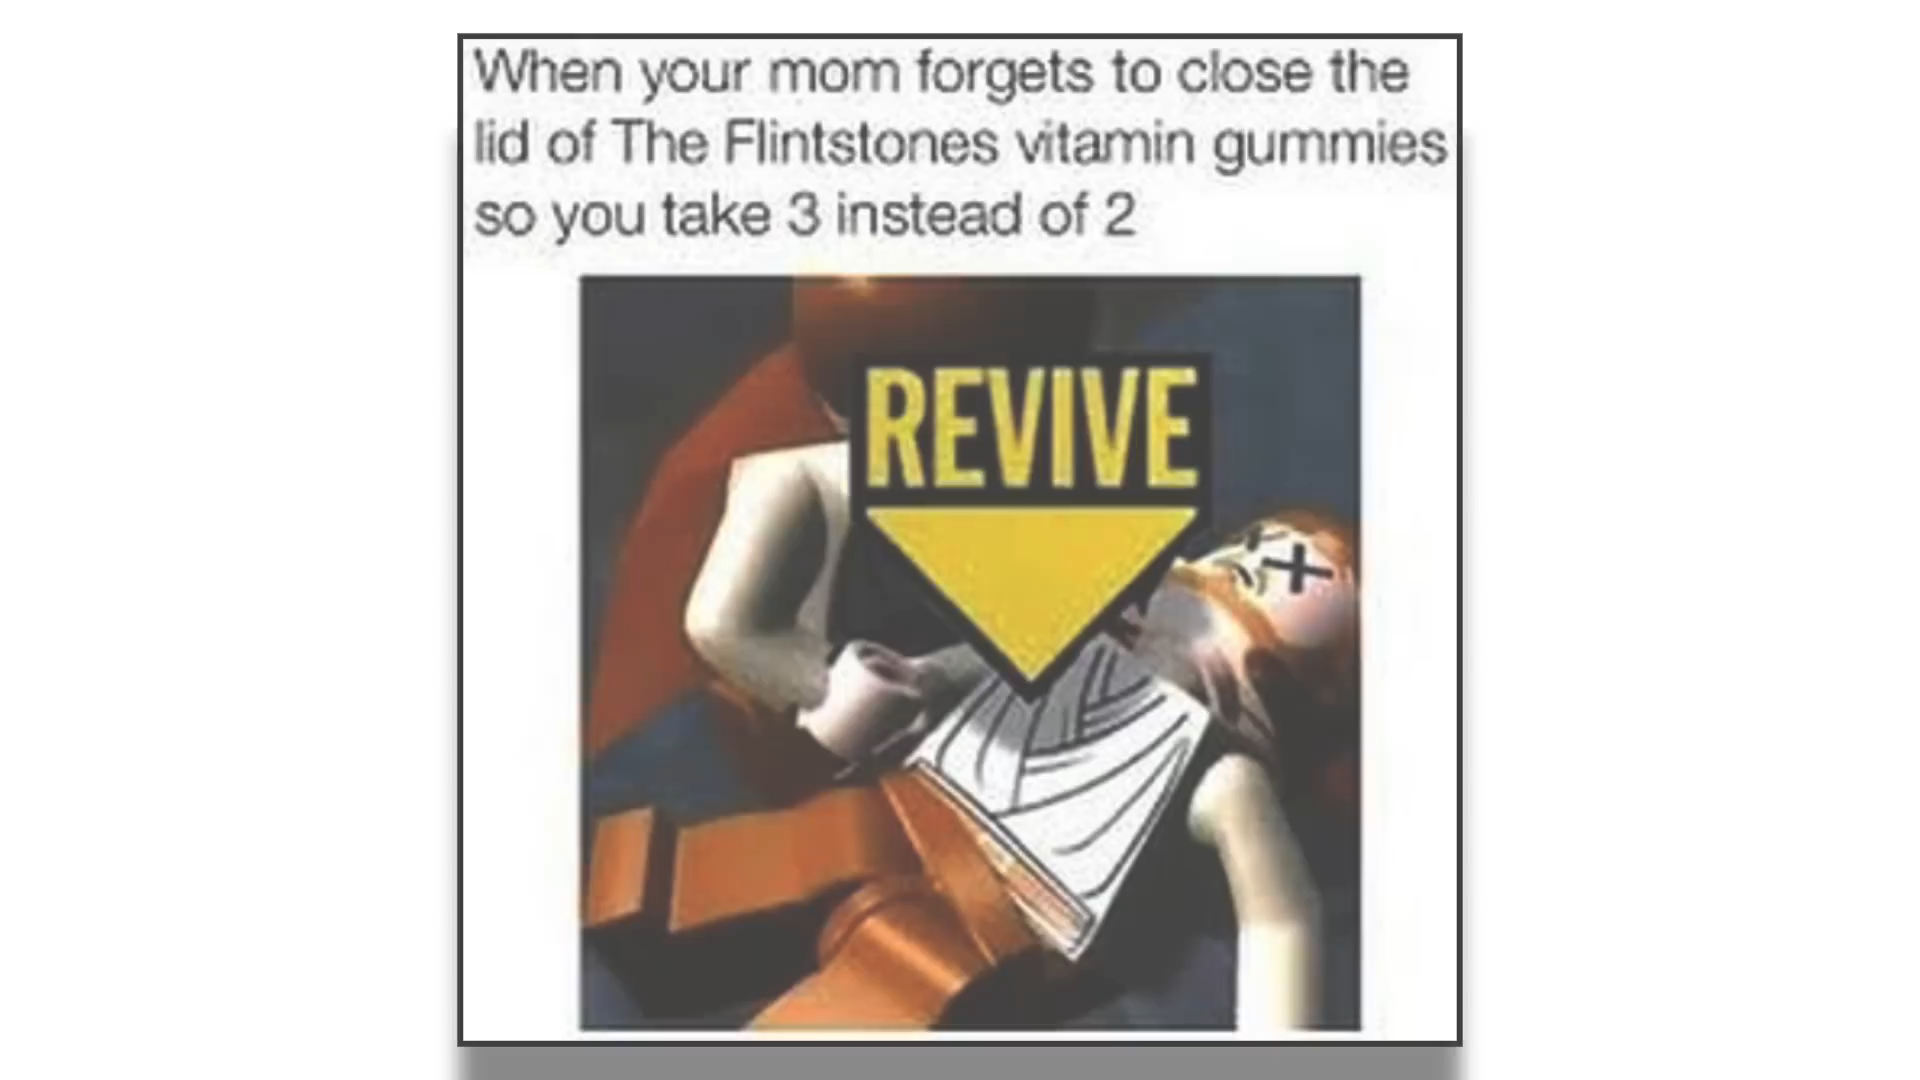 When your mom forgets to close the
lid of The Flintstones vitamin gummies
so you take 3 instead of 2
REVIVE